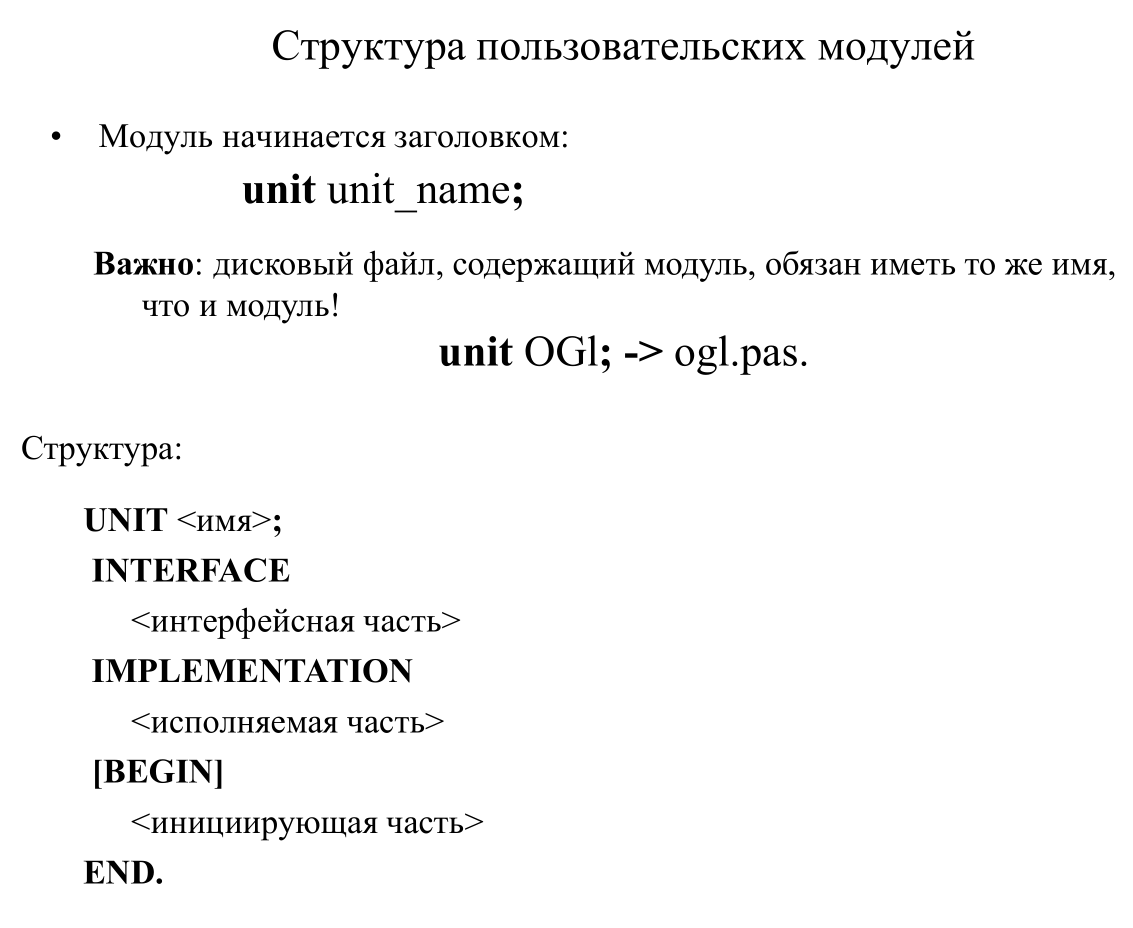 Структура пользовательских модулей
• Модуль начинается заголовком:
unit unit_name;
Важно: дисковый файл, содержащий модуль, обязан иметь то же имя,
что и модуль!
unit OGl; -> ogl.pas.
Структура:
UNIT <имя>;
INTERFACE
<интерфейсная часть>
IMPLEMENTATION
<исполняемая часть>
[BEGIN]
<инициирующая часть>
END.